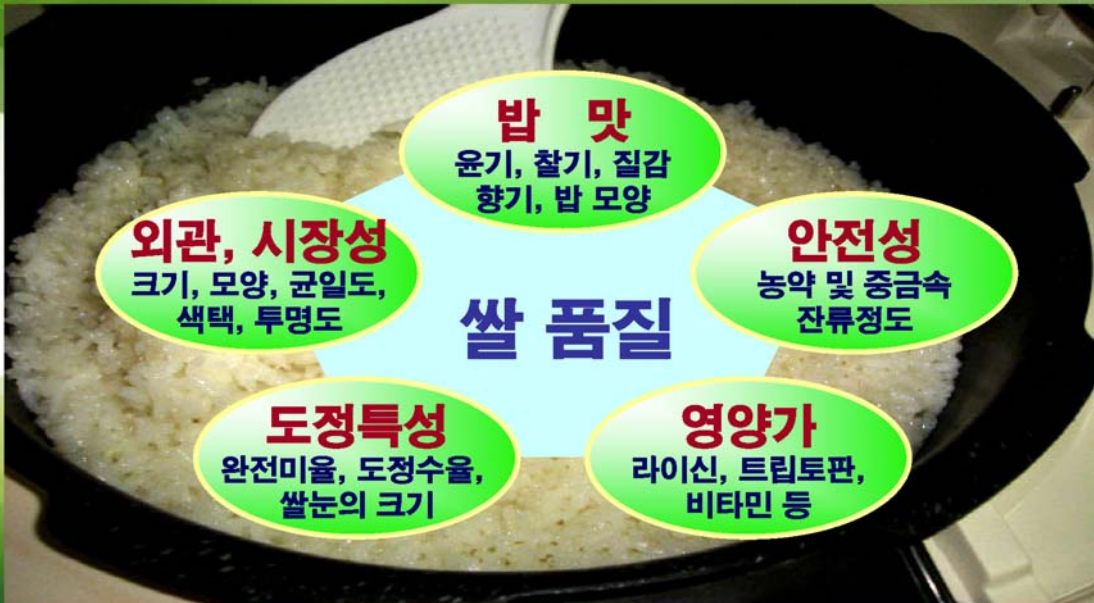 밥 맛
윤기, 찰기, 질감
향기, 밥 모양
외관, 시장성
크기, 모양, 균일도,
색택, 투명도
안전성
농약 및 중금속
잔류정도
쌀 품질
도정특성
완전미율, 도정수율,
쌀눈의 크기
영양가
라이신, 트립토판,
비타민 등